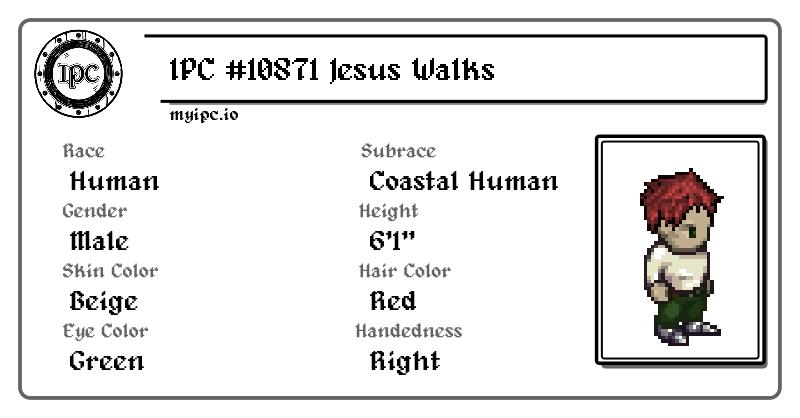 IPC
IPC #10871 Jesus Walks
myipc.io
Race
Human
Subrace
Coastal Human
Gender
Male
Height
6'1"
Skin Color
Beige
Hair Color
Red
Eye Color
Green
Handedness
Right